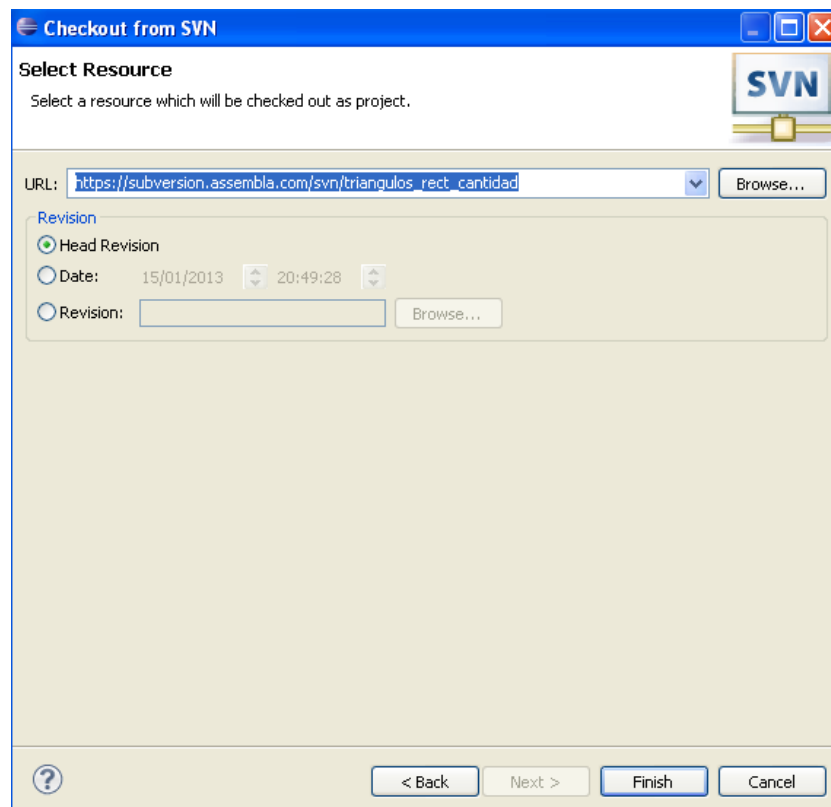 Checkout from SVN
Select Resource
Select a resource which will be checked out as project.
SVN
URL: https://subversion.assembla.com/svn/triangulos_rect_cantidad Browse...
Revision
Head Revision
Date: 15/01/2013 20:49:28
Revision: Browse...
? < Back Next > Finish Cancel